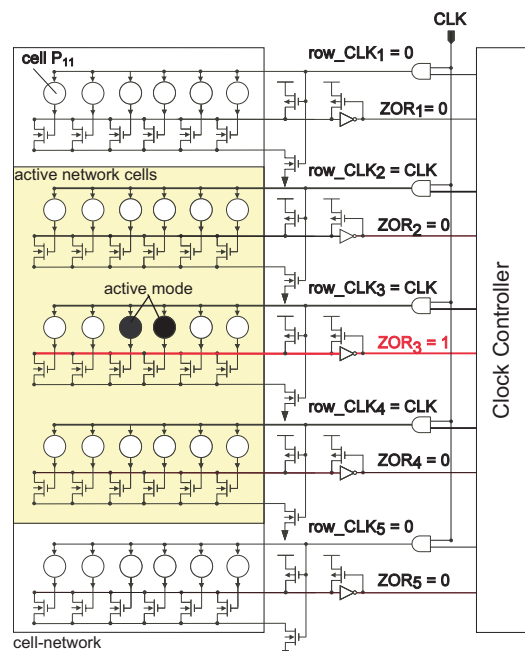 CLK
cell P11
row_CLK1 = 0
ZOR1 = 0
active network cells
row_CLK2 = CLK
ZOR2 = 0
active mode
row_CLK3 = CLK
ZOR3 = 1
Clock Controller
row_CLK4 = CLK
ZOR4 = 0
row_CLK5 = 0
ZOR5 = 0
cell-network